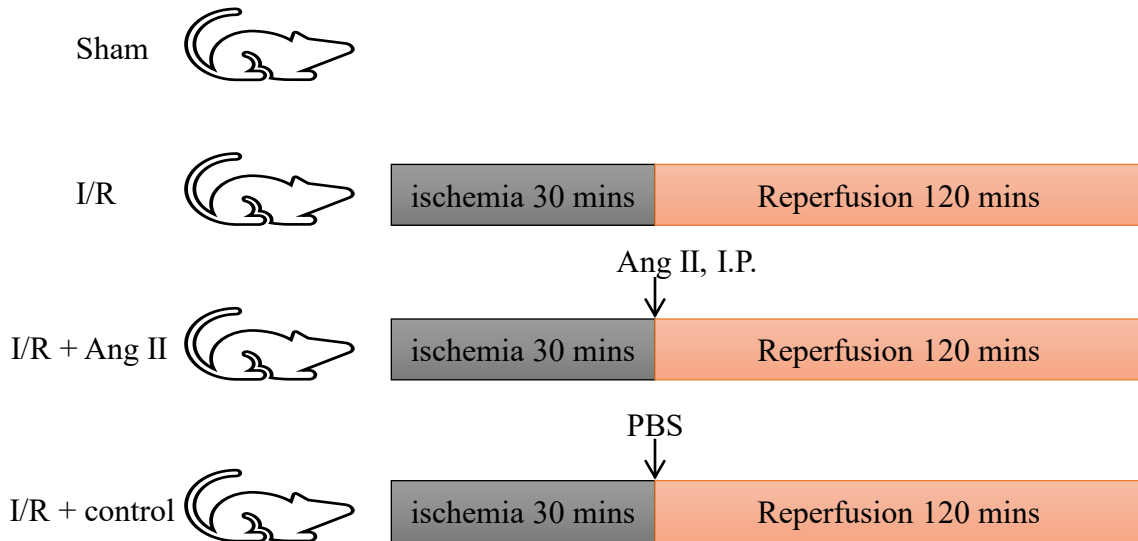 Sham
I/R
ischemia 30 mins
Reperfusion 120 mins
Ang II, I.P.
I/R + Ang II
ischemia 30 mins
Reperfusion 120 mins
PBS
I/R + control
ischemia 30 mins
Reperfusion 120 mins